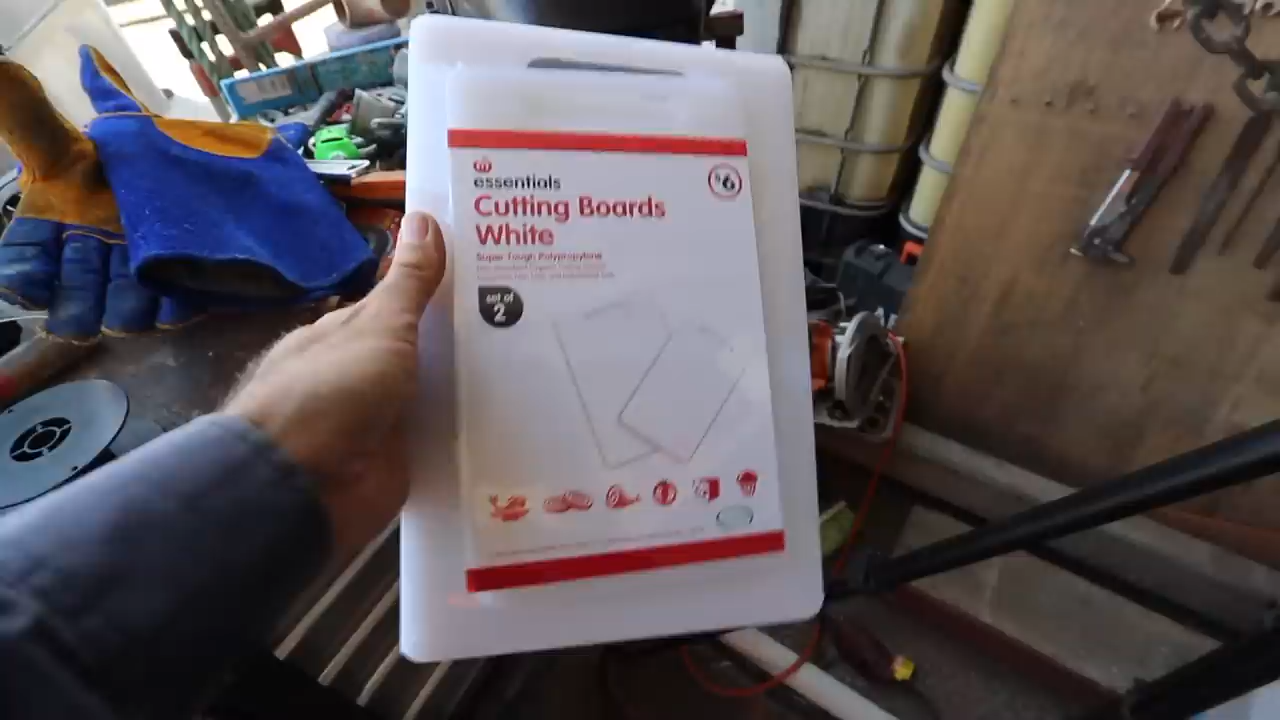 m
essentials
$6
Cutting Boards
White
Super Tough Polypropylene
set of
2